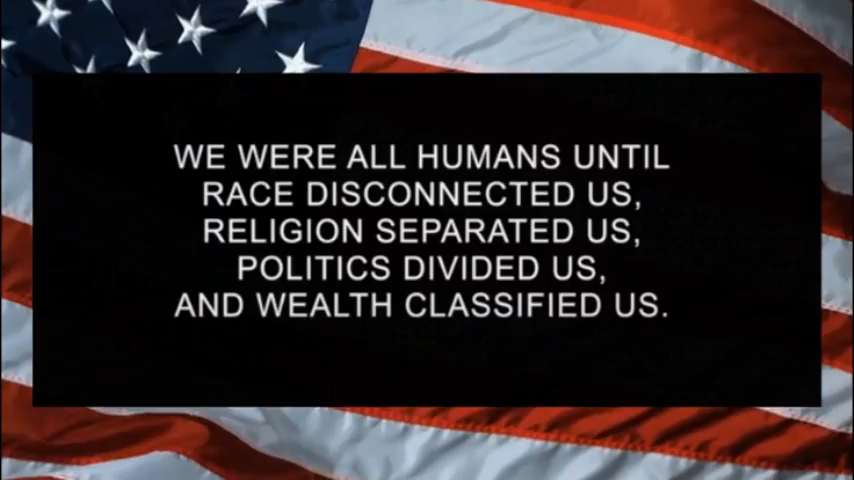 WE WERE ALL HUMANS UNTIL
RACE DISCONNECTED US,
RELIGION SEPARATED US,
POLITICS DIVIDED US,
AND WEALTH CLASSIFIED US.